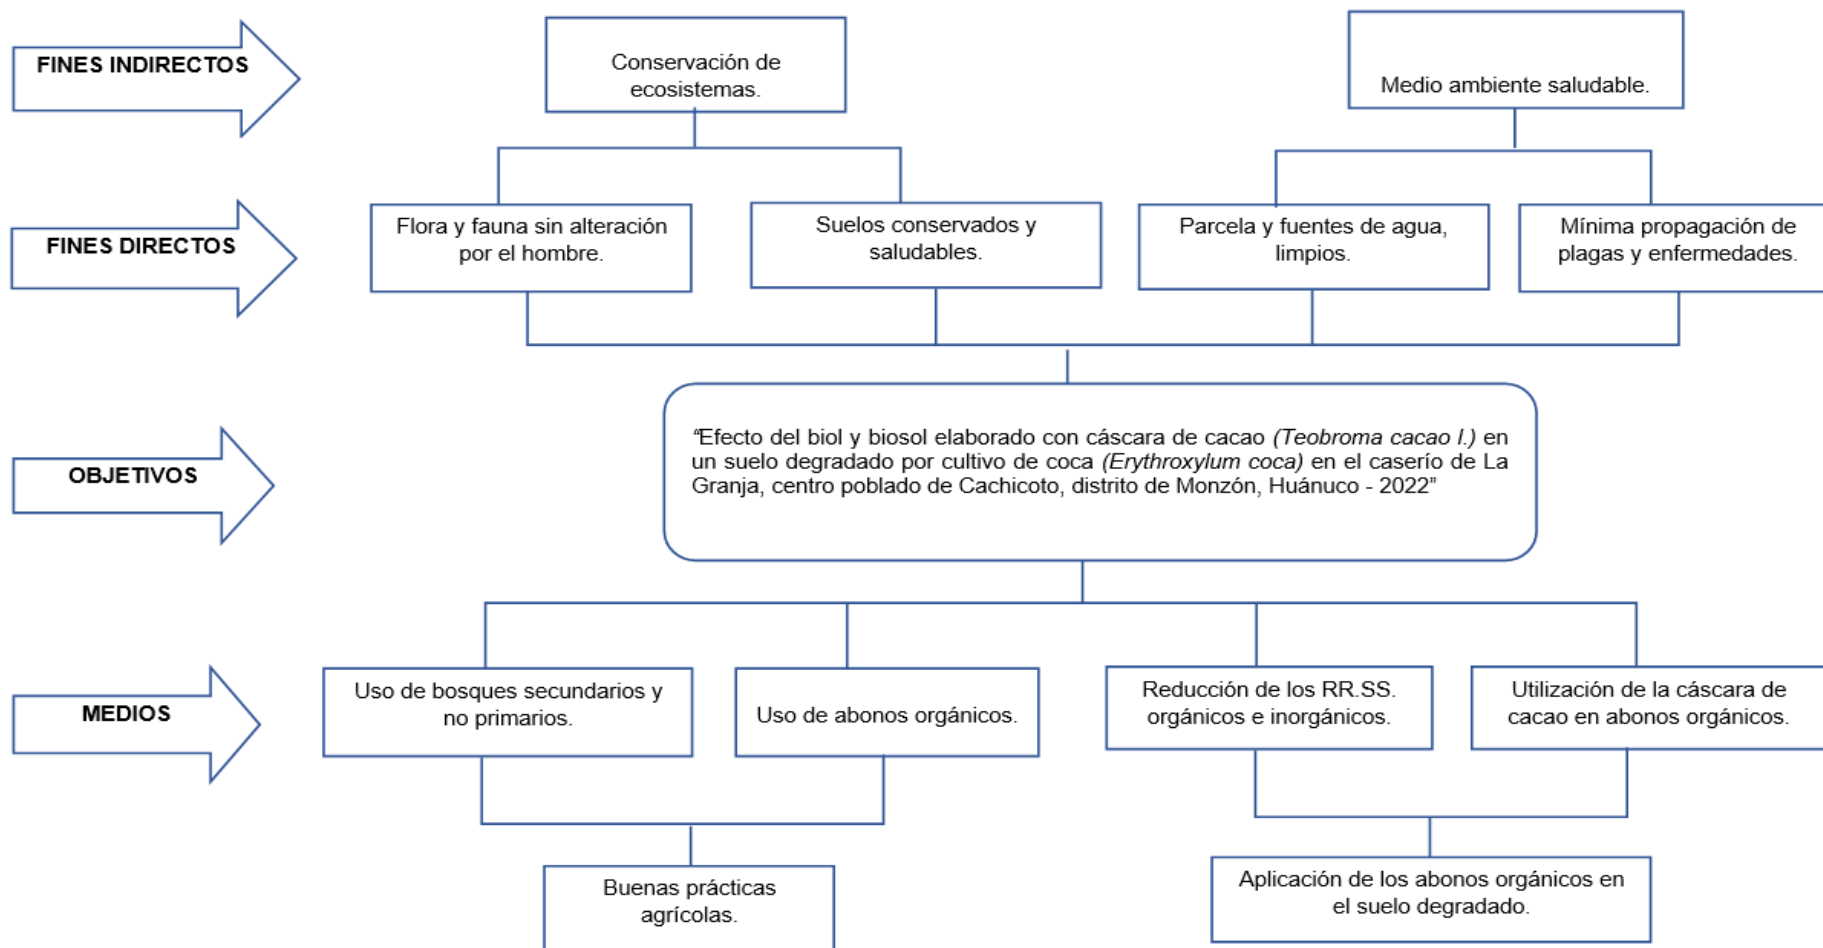 FINES INDIRECTOS
Conservación de
ecosistemas.
Medio ambiente saludable.
FINES DIRECTOS
Flora y fauna sin alteración
por el hombre.
Suelos conservados y
saludables.
Parcela y fuentes de agua,
limpios.
Mínima propagación de
plagas y enfermedades.
OBJETIVOS
"Efecto del biol y biosol elaborado con cáscara de cacao (Teobroma cacao l.) en
un suelo degradado por cultivo de coca (Erythroxylum coca) en el caserío de La
Granja, centro poblado de Cachicoto, distrito de Monzón, Huánuco - 2022"
MEDIOS
Uso de bosques secundarios y
no primarios.
Uso de abonos orgánicos.
Reducción de los RR.SS.
orgánicos e inorgánicos.
Utilización de la cáscara de
cacao en abonos orgánicos.
Buenas prácticas
agrícolas.
Aplicación de los abonos orgánicos en
el suelo degradado.